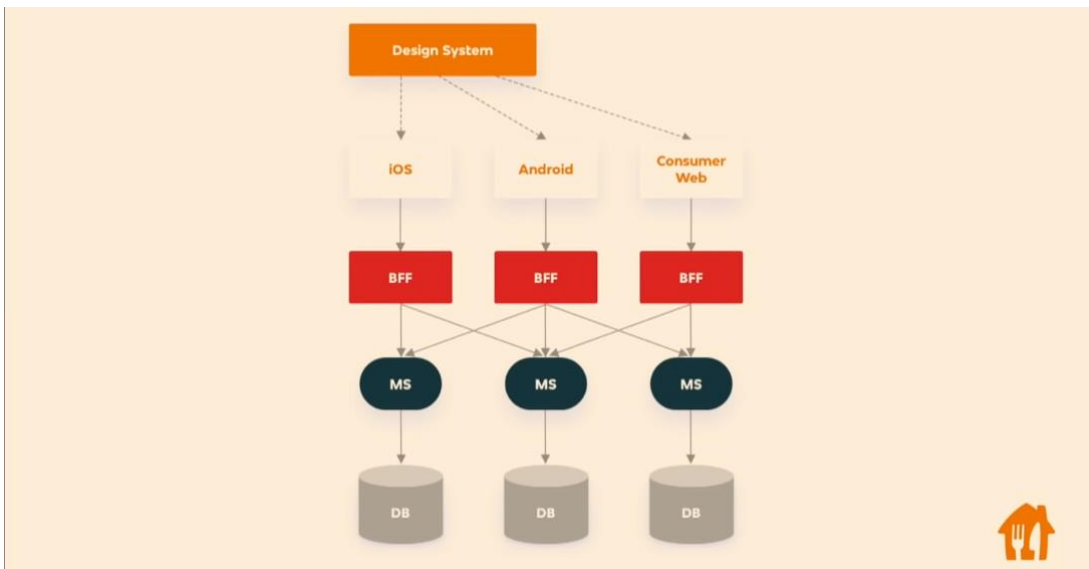 Design System
iOS
Android
Consumer
Web
BFF
BFF
BFF
MS
MS
MS
DB
DB
DB